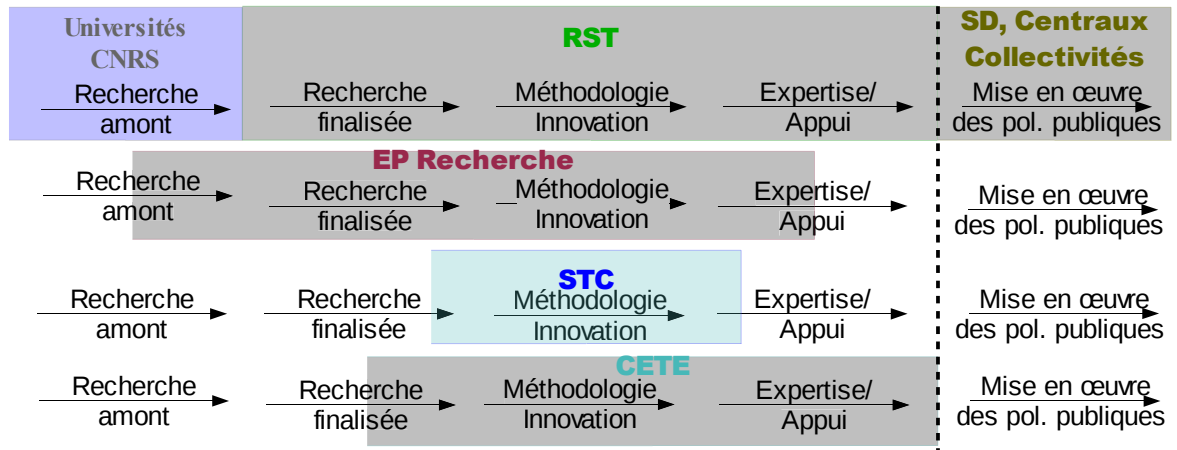 Universités
CNRS
RST
SD, Centraux
Collectivités
Recherche
amont
Recherche
finalisée
Méthodologie
Innovation
Expertise/
Appui
Mise en œuvre
des pol. publiques
EP Recherche
Recherche
amont
Recherche
finalisée
Méthodologie
Innovation
Expertise/
Appui
Mise en œuvre
des pol. publiques
STC
Recherche
amont
Recherche
finalisée
Méthodologie
Innovation
Expertise/
Appui
Mise en œuvre
des pol. publiques
CETE
Recherche
amont
Recherche
finalisée
Méthodologie
Innovation
Expertise/
Appui
Mise en œuvre
des pol. publiques